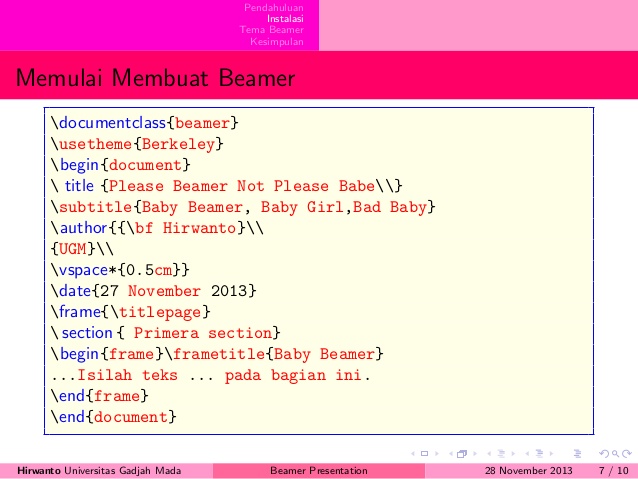 Pendahuluan
Instalasi
Tema Beamer
Kesimpulan
Memulai Membuat Beamer
\documentclass{beamer}
\usetheme{Berkeley}
\begin{document}
\ title {Please Beamer Not Please Babe\\}
\subtitle{Baby Beamer, Baby Girl,Bad Baby}
\author{{\bf Hirwanto}\\
{UGM}\\
\vspace*{0.5cm}}
\date{27 November 2013}
\frame{\titlepage}
\ section { Primera section}
\begin{frame}\frametitle{Baby Beamer}
...Isilah teks ... pada bagian ini.
\end{frame}
\end{document}
Hirwanto Universitas Gadjah Mada Beamer Presentation 28 November 2013 7 / 10